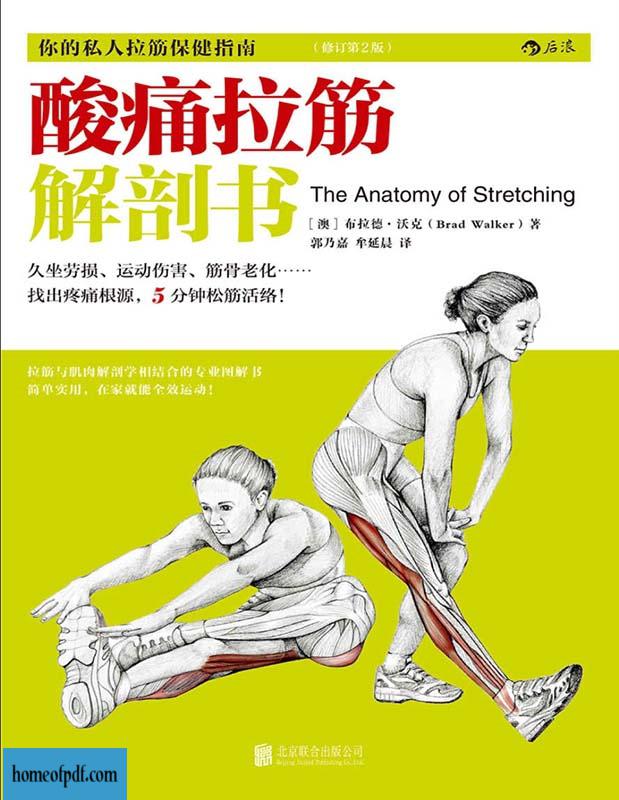 你的私人拉筋保健指南 （修订第2版） 后浪
酸痛拉筋
解剖书
The Anatomy of Stretching
［澳］布拉德·沃克（Brad Walker）著
郭乃嘉 牟延晨 译
久坐劳损、运动伤害、筋骨老化……
找出疼痛根源，5分钟松筋活络！
拉筋与肌肉解剖学相结合的专业图解书
简单实用，在家就能全效运动！
北京联合出版公司
Beijing United Publishing Co.,Ltd.
homeofpdf.com